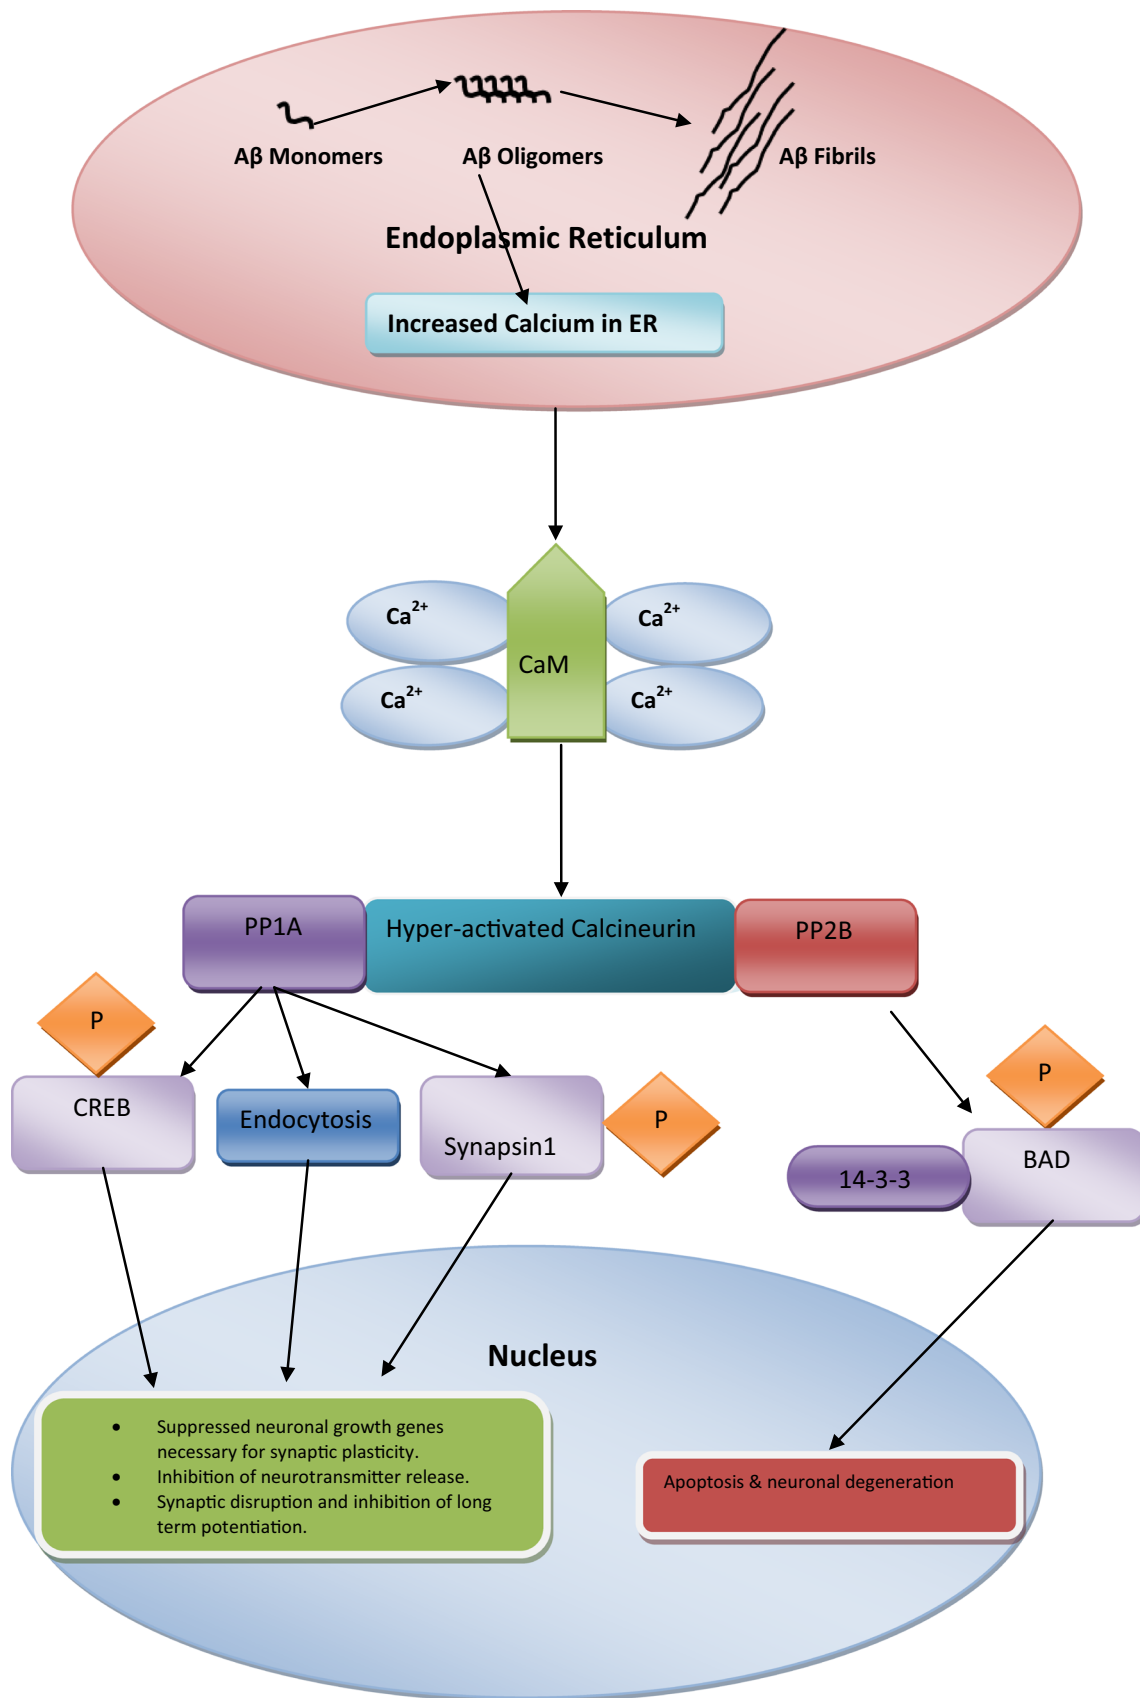 Aβ Monomers
Aβ Oligomers
Aβ Fibrils
Endoplasmic Reticulum
Increased Calcium in ER
Ca²⁺
Ca²⁺
CaM
Ca²⁺
Ca²⁺
PP1A
Hyper-activated Calcineurin
PP2B
P
CREB
Endocytosis
Synapsin1
P
P
14-3-3
BAD
Nucleus
• Suppressed neuronal growth genes
necessary for synaptic plasticity.
• Inhibition of neurotransmitter release.
• Synaptic disruption and inhibition of long
term potentiation.
Apoptosis & neuronal degeneration